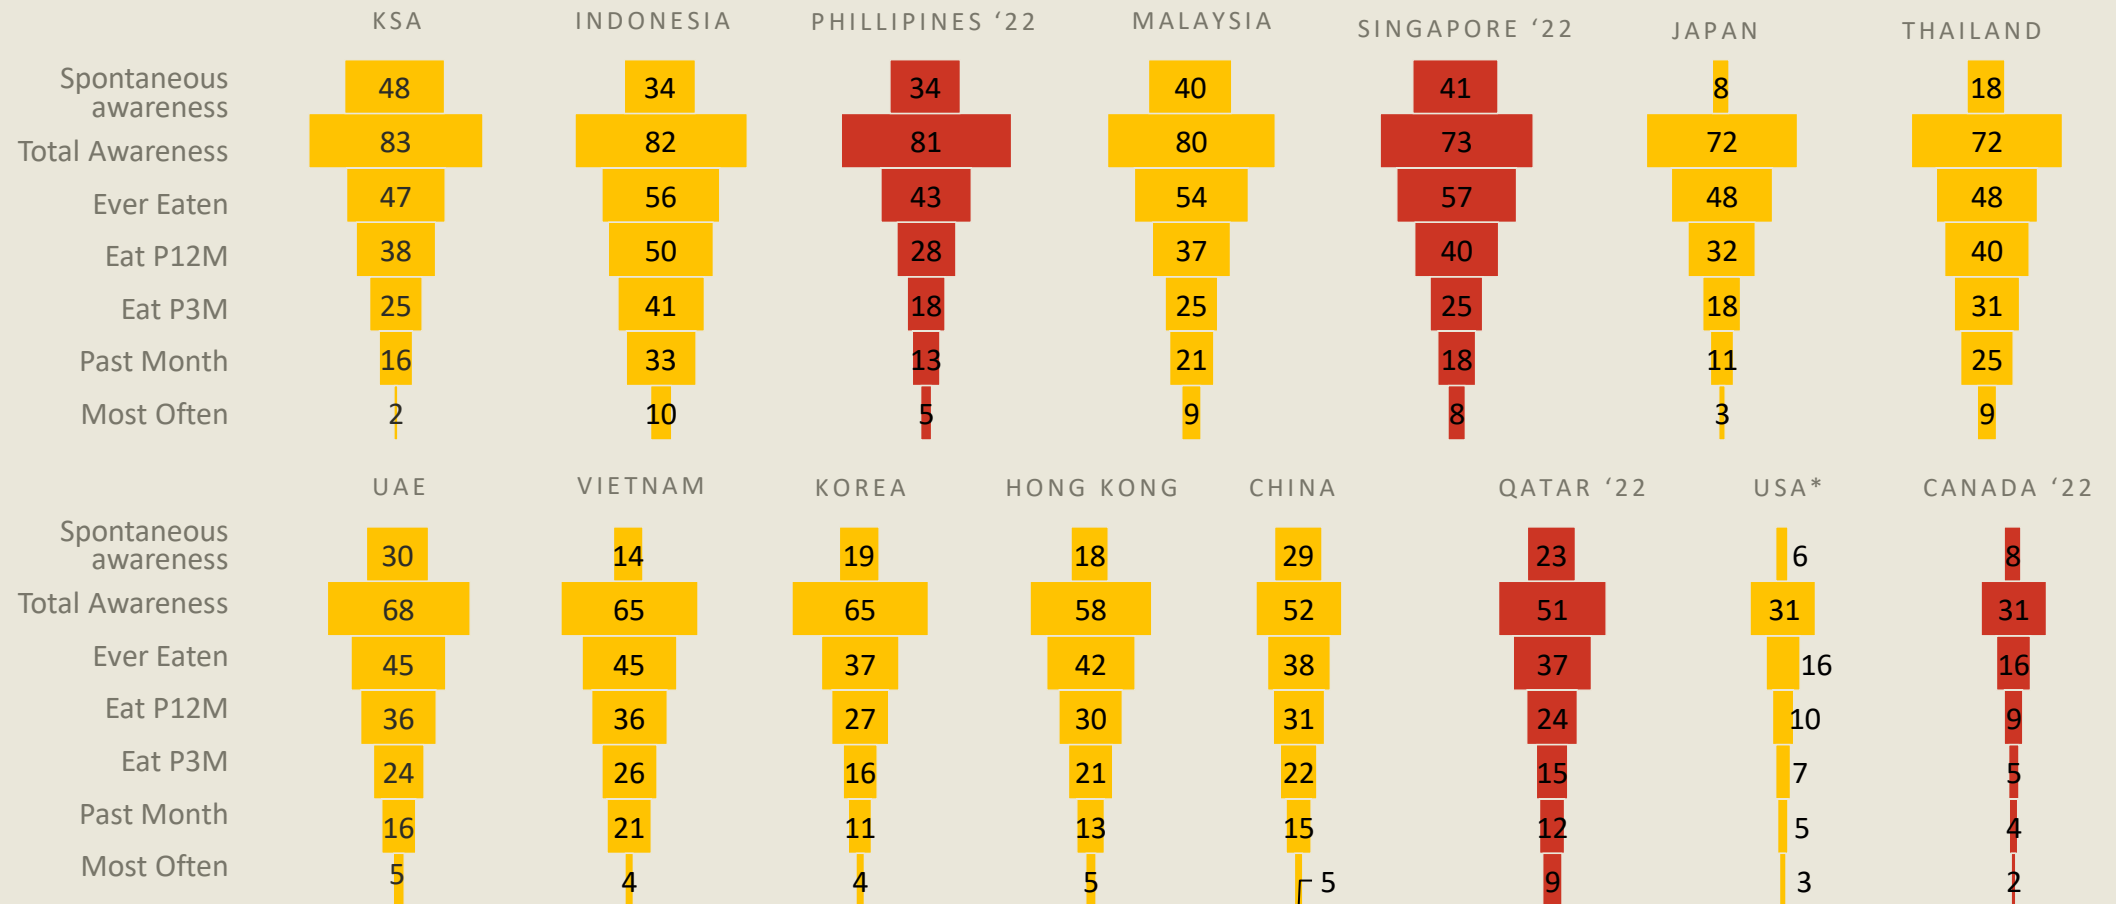 KSA INDONESIA PHILLIPINES ‘22 MALAYSIA SINGAPORE ‘22 JAPAN THAILAND
Spontaneous
awareness 48 34 34 40 41 8 18
Total Awareness 83 82 81 80 73 72 72
Ever Eaten 47 56 43 54 57 48 48
Eat P12M 38 50 28 37 40 32 40
Eat P3M 25 41 18 25 25 18 31
Past Month 16 33 13 21 18 11 25
Most Often 2 10 5 9 8 3 9
UAE VIETNAM KOREA HONG KONG CHINA QATAR ‘22 USA* CANADA ‘22
Spontaneous
awareness 30 14 19 18 29 23 6 8
Total Awareness 68 65 65 58 52 51 31 31
Ever Eaten 45 45 37 42 38 37 16 16
Eat P12M 36 36 27 30 31 24 10 9
Eat P3M 24 26 16 21 22 15 7 5
Past Month 16 21 11 13 15 12 5 4
Most Often 5 4 4 5 5 9 3 2